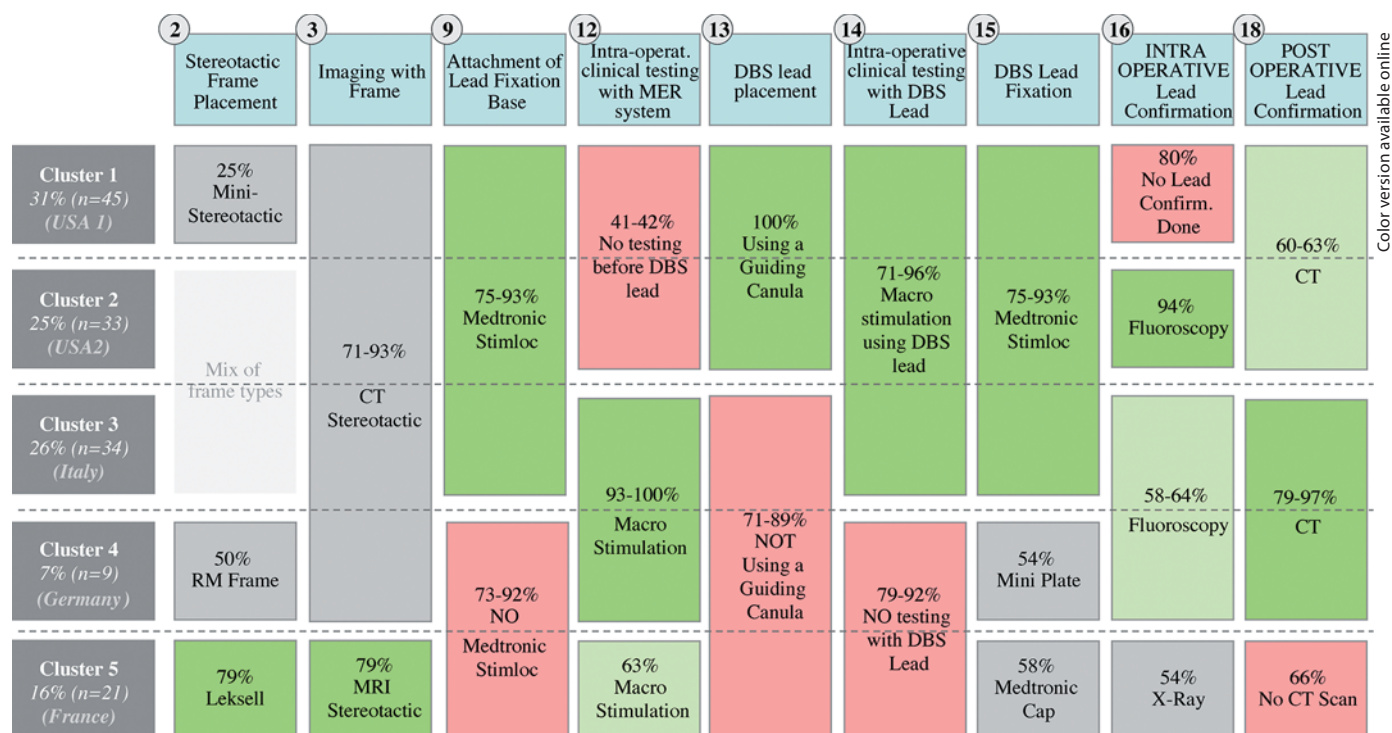 2
Stereotactic
Frame
Placement
3
Imaging with
Frame
9
Attachment of
Lead Fixation
Base
12
Intra-operat.
clinical testing
with MER
system
13
DBS lead
placement
14
Intra-operative
clinical testing
with DBS
Lead
15
DBS Lead
Fixation
16
INTRA
OPERATIVE
Lead
Confirmation
18
POST
OPERATIVE
Lead
Confirmation
Color version available online
Cluster 1
31% (n=45)
(USA 1)
Cluster 2
25% (n=33)
(USA2)
Cluster 3
26% (n=34)
(Italy)
Cluster 4
7% (n=9)
(Germany)
Cluster 5
16% (n=21)
(France)
25%
Mini-
Stereotactic
Mix of
frame types
50%
RM Frame
79%
Leksell
71-93%
CT
Stereotactic
79%
MRI
Stereotactic
75-93%
Medtronic
Stimloc
73-92%
NO
Medtronic
Stimloc
41-42%
No testing
before DBS
lead
93-100%
Macro
Stimulation
63%
Macro
Stimulation
100%
Using a
Guiding
Canula
71-89%
NOT
Using a
Guiding
Canula
71-96%
Macro
stimulation
using DBS
lead
79-92%
NO testing
with DBS
Lead
75-93%
Medtronic
Stimloc
54%
Mini Plate
58%
Medtronic
Cap
80%
No Lead
Confirm.
Done
94%
Fluoroscopy
58-64%
Fluoroscopy
54%
X-Ray
60-63%
CT
79-97%
CT
66%
No CT Scan